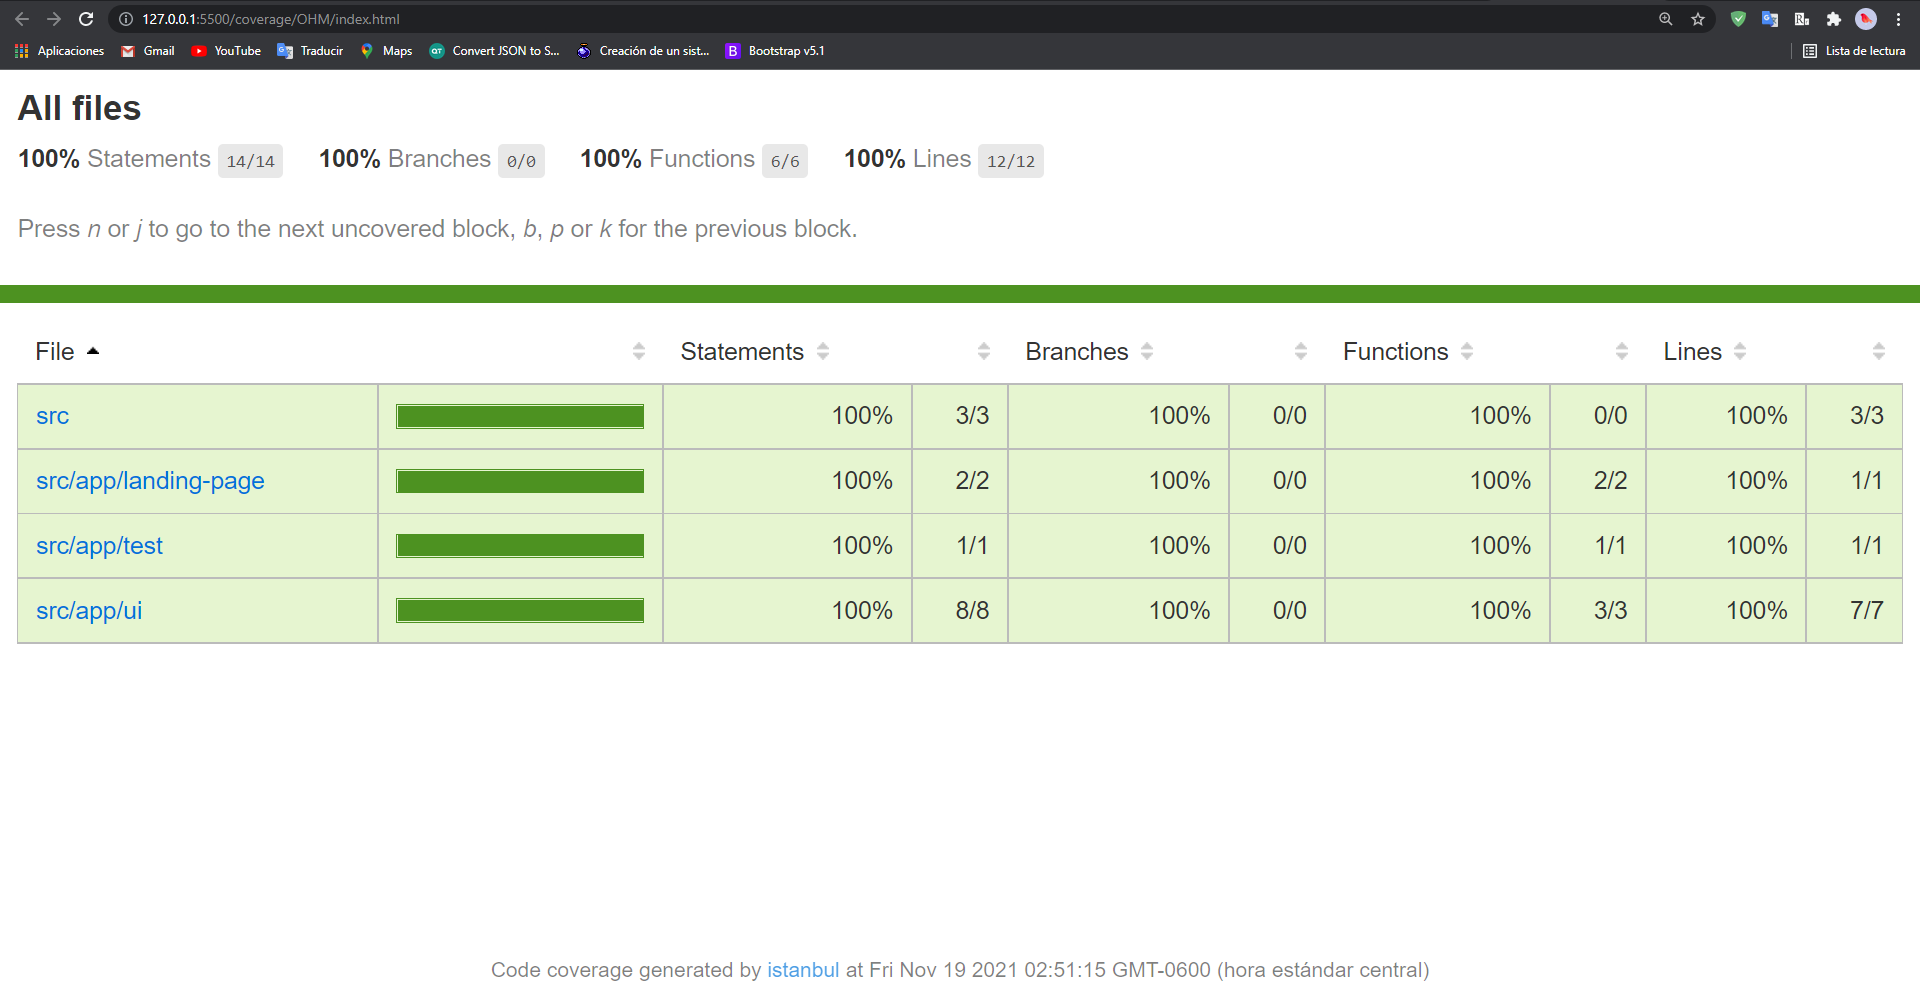 127.0.0.1:5500/coverage/OHM/index.html
Aplicaciones Gmail YouTube Traducir Maps Convert JSON to S... Creación de un sist... B Bootstrap v5.1 Lista de lectura
All files
100% Statements 14/14 100% Branches 0/0 100% Functions 6/6 100% Lines 12/12
Press n or j to go to the next uncovered block, b, p or k for the previous block.
File Statements Branches Functions Lines
src 100% 3/3 100% 0/0 100% 0/0 100% 3/3
src/app/landing-page 100% 2/2 100% 0/0 100% 2/2 100% 1/1
src/app/test 100% 1/1 100% 0/0 100% 1/1 100% 1/1
src/app/ui 100% 8/8 100% 0/0 100% 3/3 100% 7/7
Code coverage generated by istanbul at Fri Nov 19 2021 02:51:15 GMT-0600 (hora estándar central)